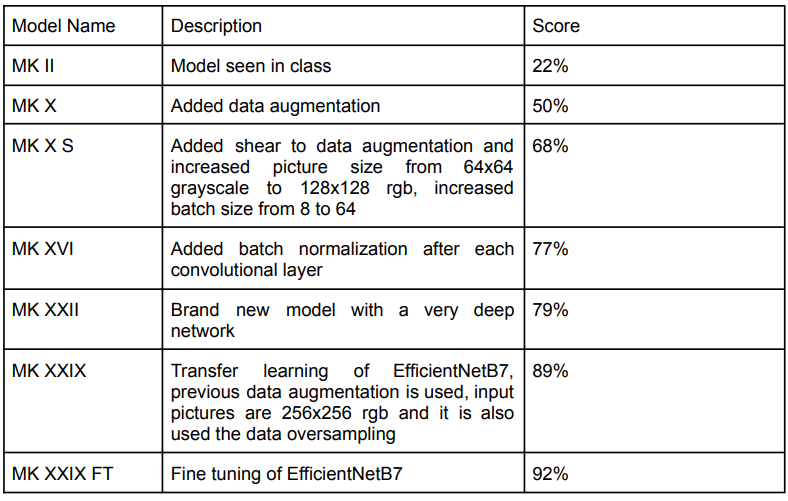 Model Name Description Score
MK II Model seen in class 22%
MK X Added data augmentation 50%
MK X S Added shear to data augmentation and 68%
increased picture size from 64x64
grayscale to 128x128 rgb, increased
batch size from 8 to 64
MK XVI Added batch normalization after each 77%
convolutional layer
MK XXII Brand new model with a very deep 79%
network
MK XXIX Transfer learning of EfficientNetB7, 89%
previous data augmentation is used, input
pictures are 256x256 rgb and it is also
used the data oversampling
MK XXIX FT Fine tuning of EfficientNetB7 92%